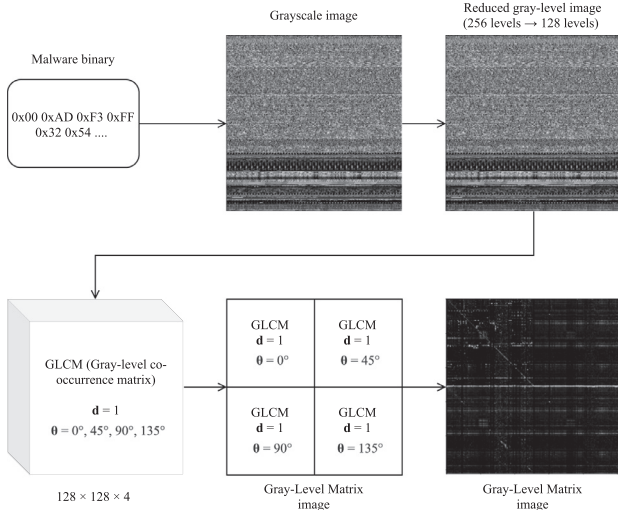 Malware binary
0x00 0xAD 0xF3 0xFF
0x32 0x54 ....
Grayscale image
Reduced gray-level image
(256 levels → 128 levels)
GLCM (Gray-level co-
occurrence matrix)
d = 1
θ = 0°, 45°, 90°, 135°
128 × 128 × 4
GLCM
d = 1
θ = 0°
GLCM
d = 1
θ = 45°
GLCM
d = 1
θ = 90°
GLCM
d = 1
θ = 135°
Gray-Level Matrix
image
Gray-Level Matrix
image